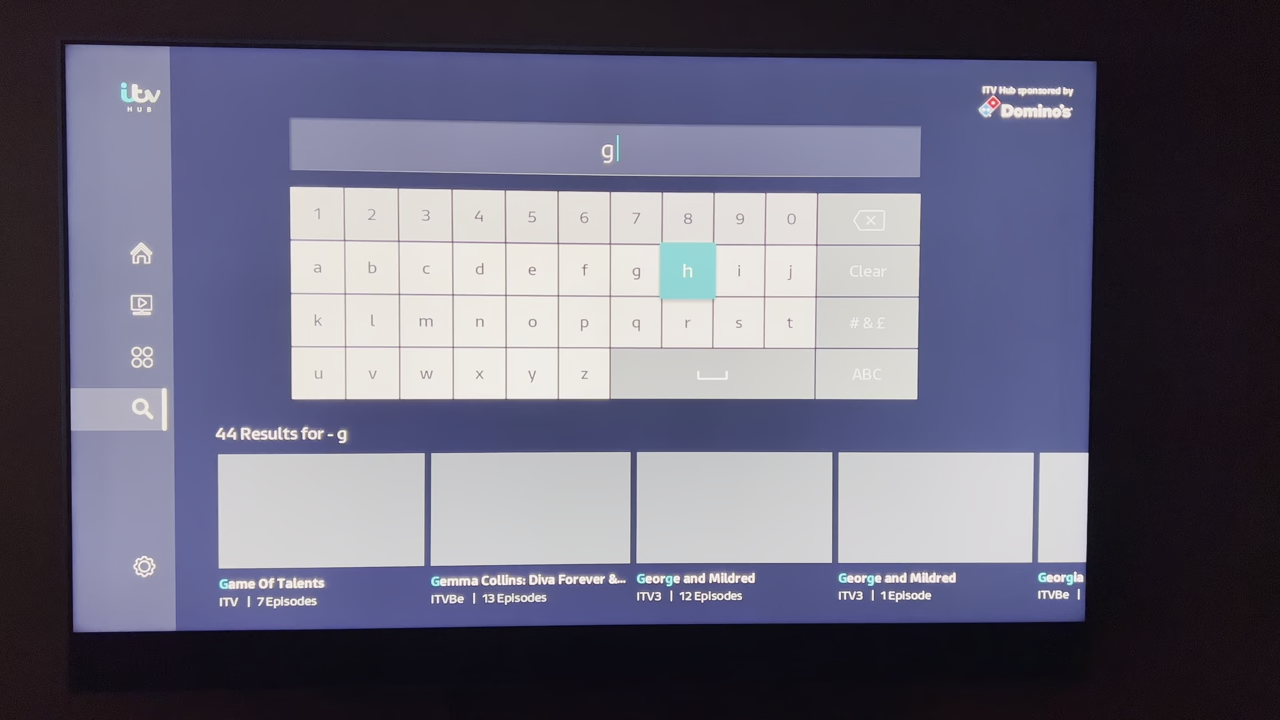 itv
HUB
ITV Hub sponsored by
Domino's
g
1 2 3 4 5 6 7 8 9 0
a b c d e f g h i j Clear
k l m n o p q r s t # & £
u v w x y z ABC
44 Results for - g
Game Of Talents
ITV | 7 Episodes
Gemma Collins: Diva Forever &...
ITVBe | 13 Episodes
George and Mildred
ITV3 | 12 Episodes
George and Mildred
ITV3 | 1 Episode
Georgia
ITVBe |